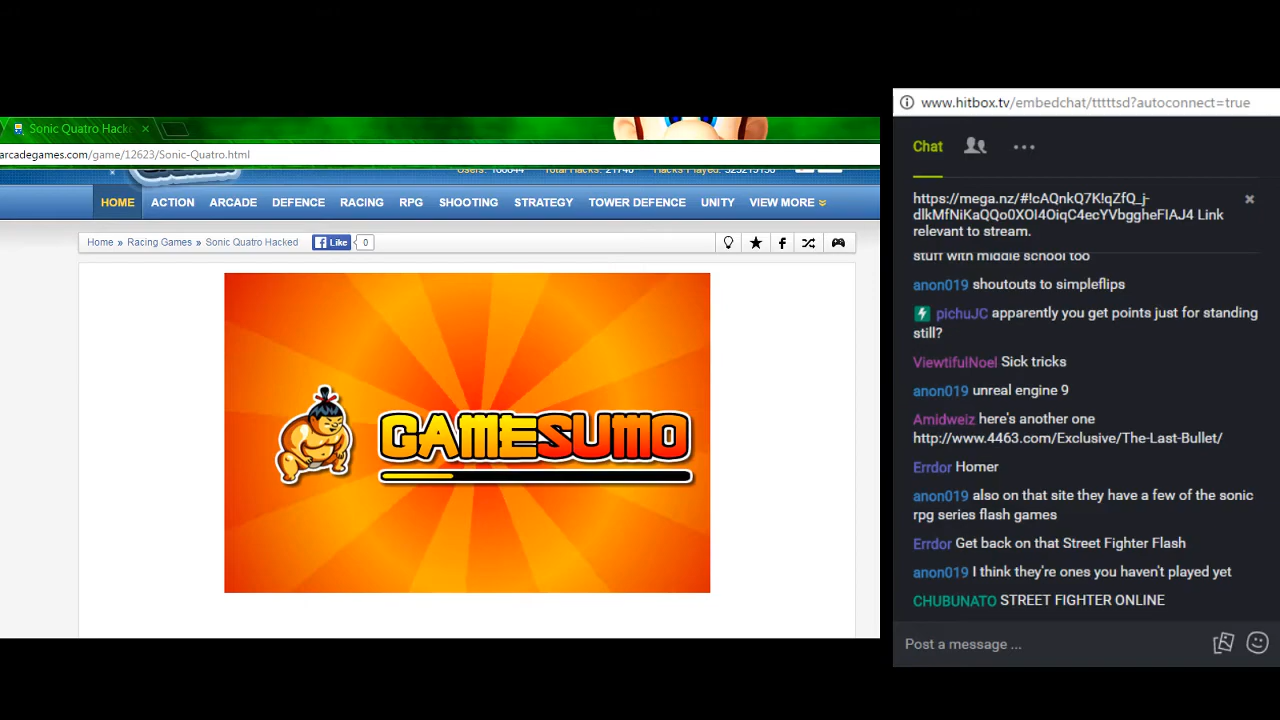 Sonic Quatro Hacke
arcadegames.com/game/12623/Sonic-Quatro.html
HOME ACTION ARCADE DEFENCE RACING RPG SHOOTING STRATEGY TOWER DEFENCE UNITY VIEW MORE
Home » Racing Games » Sonic Quatro Hacked Like 0
GAMESUMO
www.hitbox.tv/embedchat/tttttsd?autoconnect=true
Chat
https://mega.nz/#!cAQnkQ7K!qZfQ_j-
dlkMfNiKaQQo0XOI4OiqC4ecYVbggheFIAJ4 Link
relevant to stream.
stuff with middle school too
anon019 shoutouts to simpleflips
pichuJC apparently you get points just for standing
still?
ViewtifulNoel Sick tricks
anon019 unreal engine 9
Amidweiz here's another one
http://www.4463.com/Exclusive/The-Last-Bullet/
Errdor Homer
anon019 also on that site they have a few of the sonic
rpg series flash games
Errdor Get back on that Street Fighter Flash
anon019 I think they're ones you haven't played yet
CHUBUNATO STREET FIGHTER ONLINE
Post a message ...